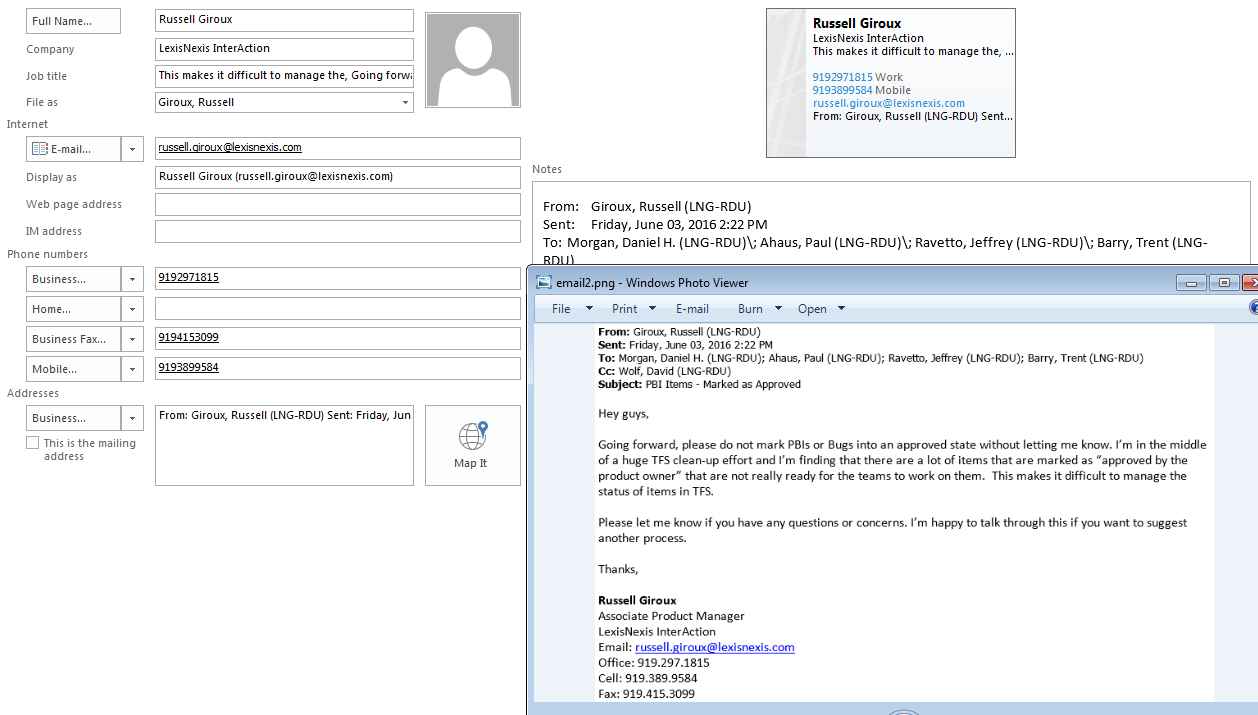 Full Name...
Russell Giroux
Company
LexisNexis InterAction
Job title
This makes it difficult to manage the, Going forwa
File as
Giroux, Russell
Internet
E-mail...
russell.giroux@lexisnexis.com
Display as
Russell Giroux (russell.giroux@lexisnexis.com)
Web page address
IM address
Phone numbers
Business...
9192971815
Home...
Business Fax...
9194153099
Mobile...
9193899584
Addresses
Business...
From: Giroux, Russell (LNG-RDU) Sent: Friday, Jun
This is the mailing
address
Map It
Russell Giroux
LexisNexis InterAction
This makes it difficult to manage the, ...
9192971815 Work
9193899584 Mobile
russell.giroux@lexisnexis.com
From: Giroux, Russell (LNG-RDU) Sent...
Notes
From: Giroux, Russell (LNG-RDU)
Sent: Friday, June 03, 2016 2:22 PM
To: Morgan, Daniel H. (LNG-RDU)\; Ahaus, Paul (LNG-RDU)\; Ravetto, Jeffrey (LNG-RDU)\; Barry, Trent (LNG-
RDU)
email2.png - Windows Photo Viewer
File Print E-mail Burn Open
From: Giroux, Russell (LNG-RDU)
Sent: Friday, June 03, 2016 2:22 PM
To: Morgan, Daniel H. (LNG-RDU); Ahaus, Paul (LNG-RDU); Ravetto, Jeffrey (LNG-RDU); Barry, Trent (LNG-RDU)
Cc: Wolf, David (LNG-RDU)
Subject: PBI Items - Marked as Approved
Hey guys,
Going forward, please do not mark PBIs or Bugs into an approved state without letting me know. I'm in the middle
of a huge TFS clean-up effort and I'm finding that there are a lot of items that are marked as “approved by the
product owner” that are not really ready for the teams to work on them. This makes it difficult to manage the
status of items in TFS.
Please let me know if you have any questions or concerns. I'm happy to talk through this if you want to suggest
another process.
Thanks,
Russell Giroux
Associate Product Manager
LexisNexis InterAction
Email: russell.giroux@lexisnexis.com
Office: 919.297.1815
Cell: 919.389.9584
Fax: 919.415.3099